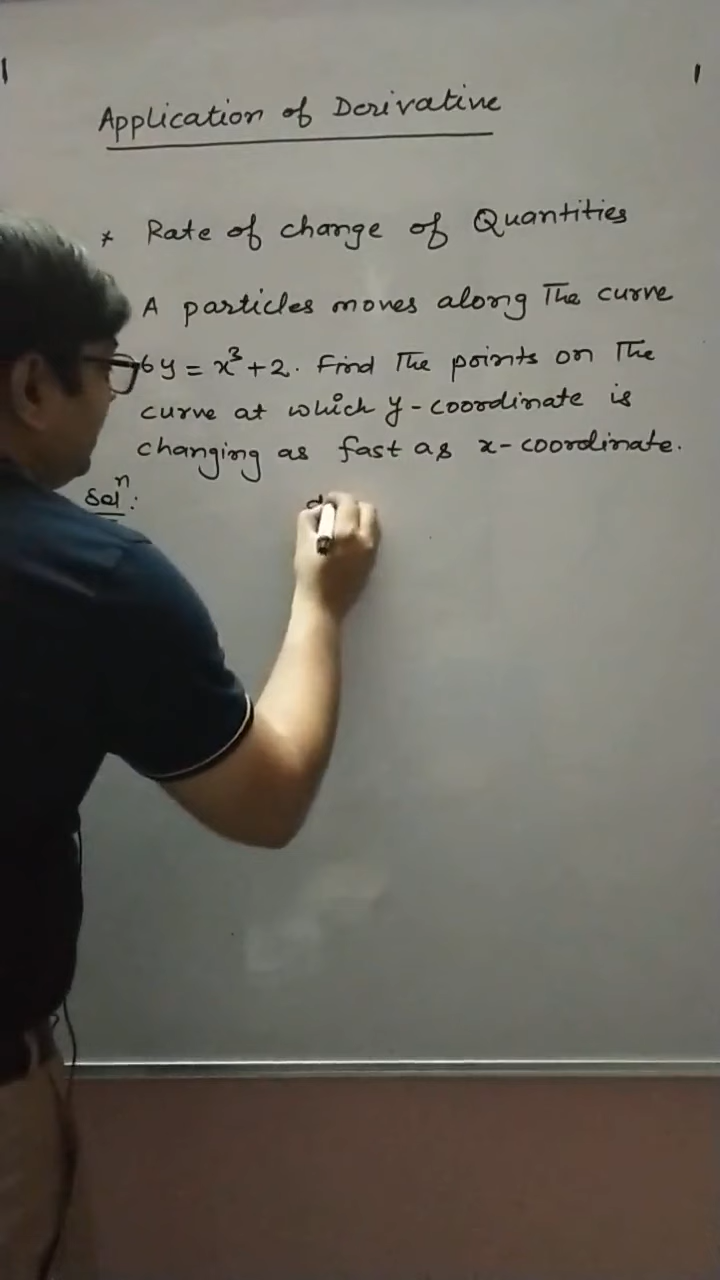 Application of Derivative
* Rate of change of Quantities
A particles moves along The curve
6y = x³ + 2. Find The points on The
curve at which y-coordinate is
changing as fast as x-coordinate.
Solⁿ: